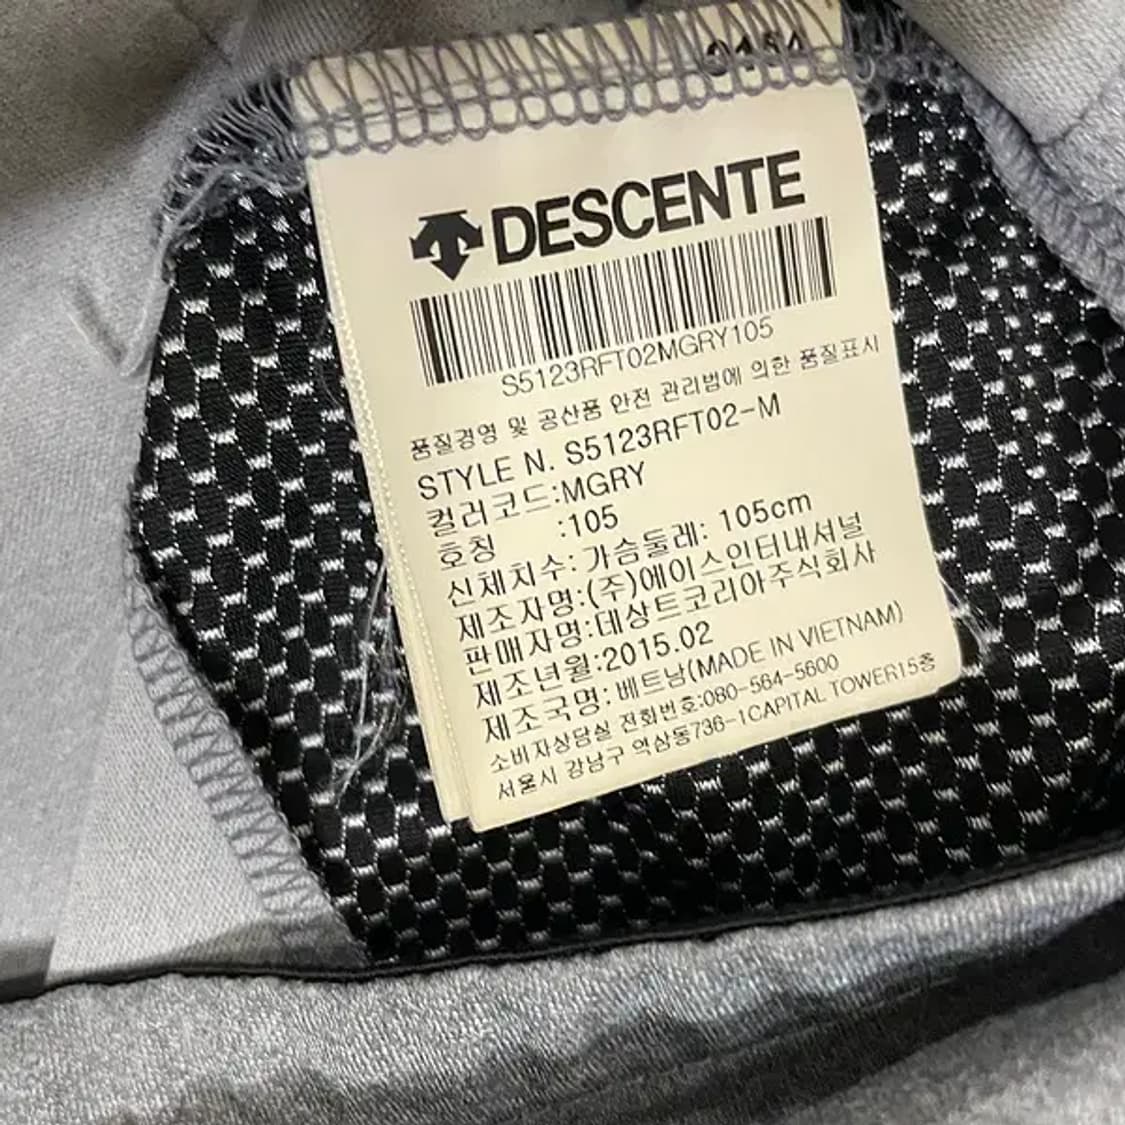 DESCENTE
S5123RFT02MGRY105
품질경영 및 공산품 안전 관리법에 의한 품질표시
STYLE N. S5123RFT02-M
컬러코드:MGRY
호칭 :105
신체치수: 가슴둘레: 105cm
제조자명:(주)에이스인터내셔널
판매자명:데상트코리아주식회사
제조년월:2015.02
제조국명: 베트남(MADE IN VIETNAM)
소비자상담실 전화번호:080-564-5600
서울시 강남구 역삼동736-1CAPITAL TOWER15층